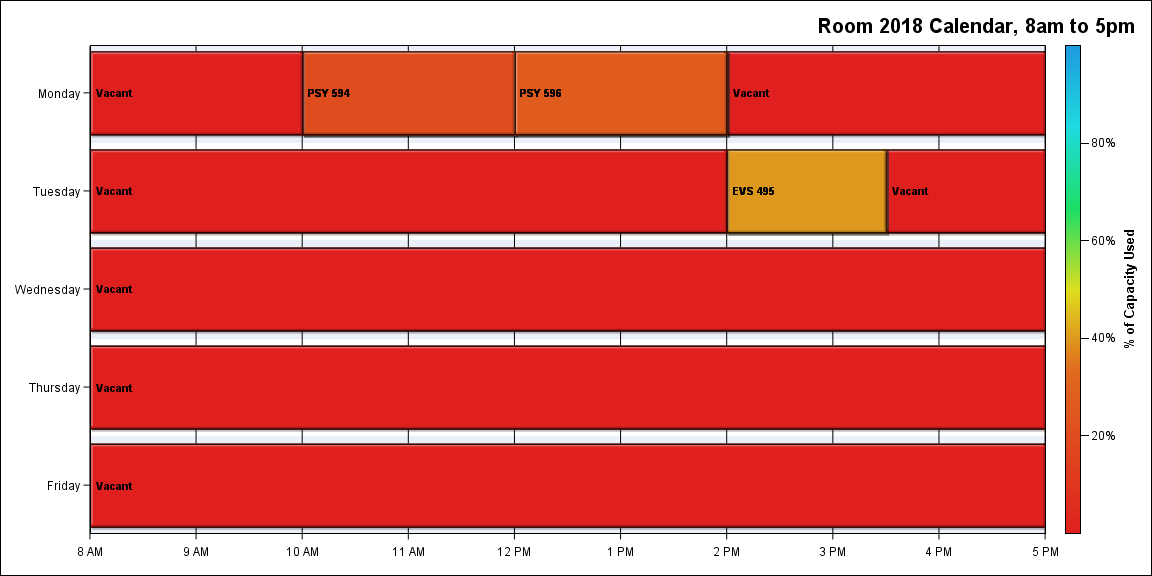 Room 2018 Calendar, 8am to 5pm
Monday
Vacant
PSY 594
PSY 596
Vacant
Tuesday
Vacant
EVS 495
Vacant
Wednesday
Vacant
Thursday
Vacant
Friday
Vacant
8 AM
9 AM
10 AM
11 AM
12 PM
1 PM
2 PM
3 PM
4 PM
5 PM
80%
60%
40%
20%
% of Capacity Used